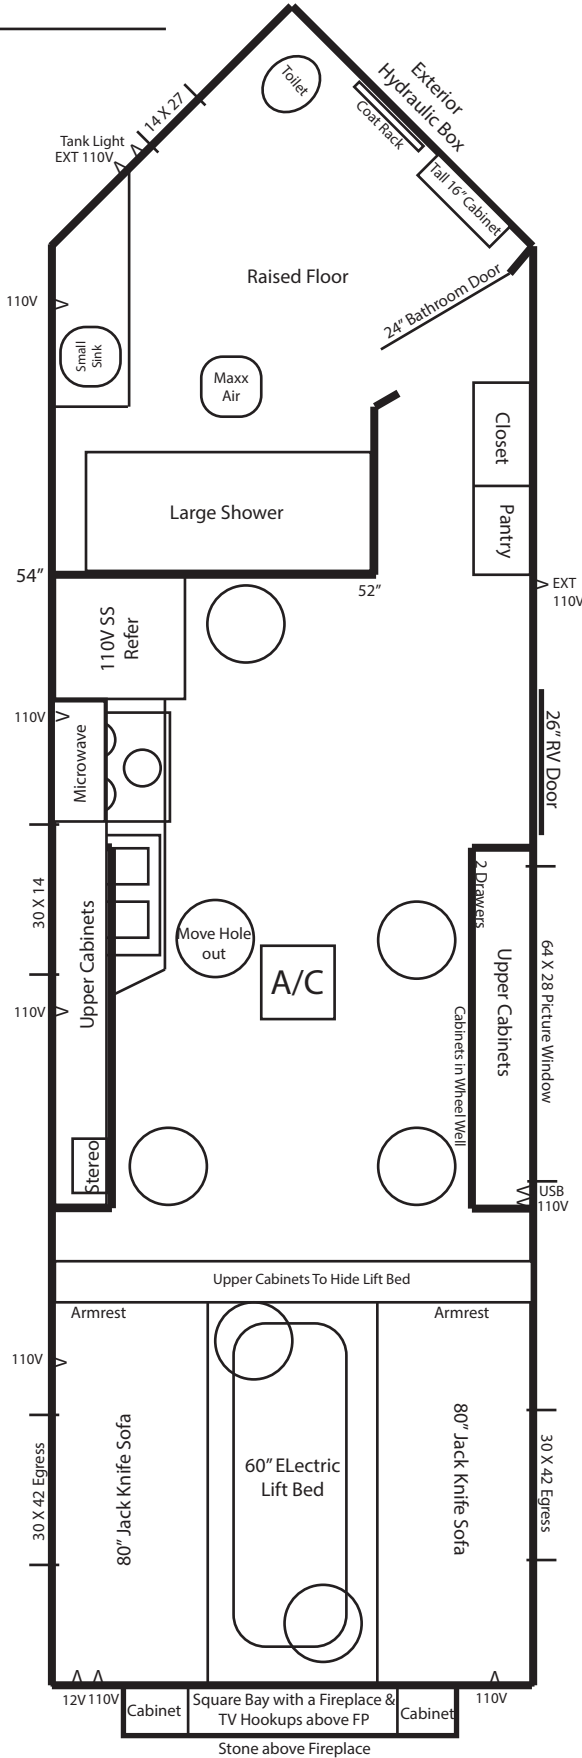 Toilet
Exterior
Hydraulic Box
Coat Rack
14 X 27
Tank Light
EXT 110V
Tall 16” Cabinet
Raised Floor
24” Bathroom Door
110V
Small
Sink
Maxx
Air
Closet
Large Shower
Pantry
54”
52”
EXT
110V
110V SS
Refer
110V
Microwave
26” RV Door
30 X 14
Upper Cabinets
Move Hole
out
A/C
2 Drawers
Upper Cabinets
64 X 28 Picture Window
Cabinets in Wheel Well
110V
Stereo
USB
110V
Upper Cabinets To Hide Lift Bed
Armrest
Armrest
110V
30 X 42 Egress
80” Jack Knife Sofa
60” ELectric
Lift Bed
80” Jack Knife Sofa
30 X 42 Egress
12V 110V
Cabinet
Square Bay with a Fireplace &
TV Hookups above FP
Cabinet
110V
Stone above Fireplace